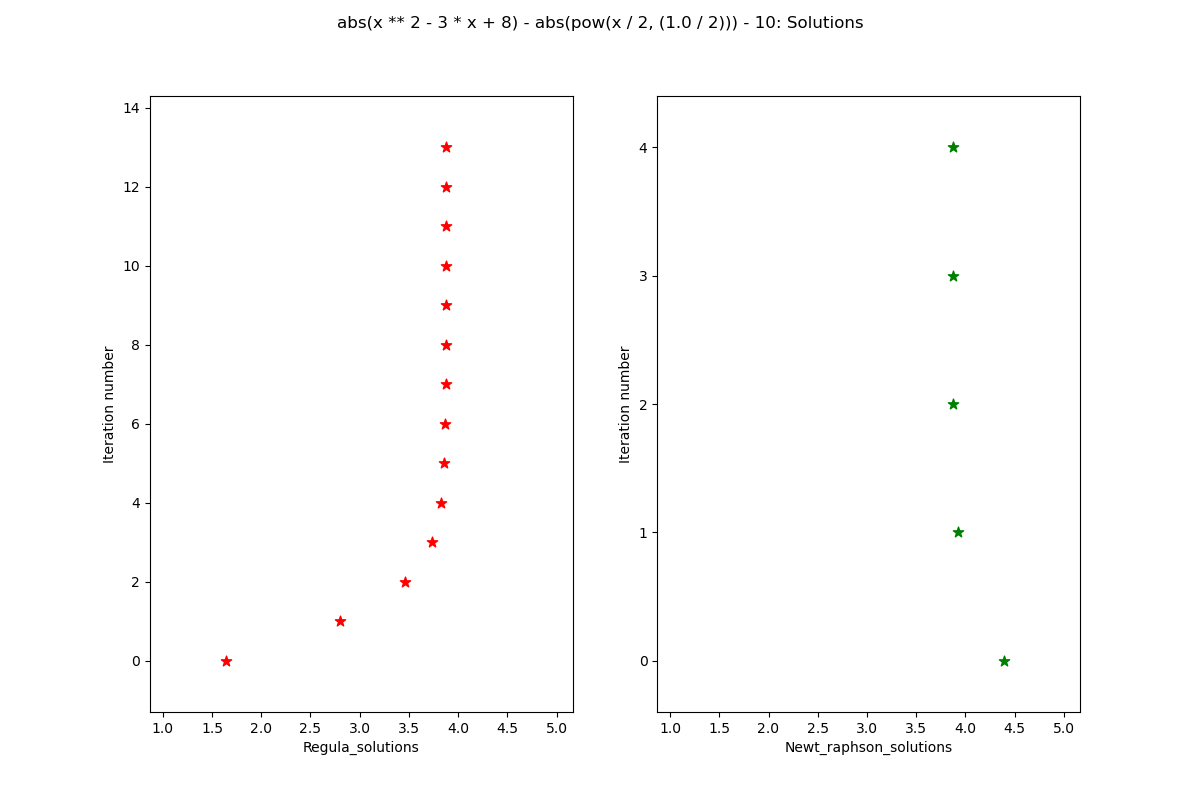 abs(x ** 2 - 3 * x + 8) - abs(pow(x / 2, (1.0 / 2))) - 10: Solutions
14
12
10
8
6
4
2
0
Iteration number
1.0 1.5 2.0 2.5 3.0 3.5 4.0 4.5 5.0
Regula_solutions
4
3
2
1
0
Iteration number
1.0 1.5 2.0 2.5 3.0 3.5 4.0 4.5 5.0
Newt_raphson_solutions